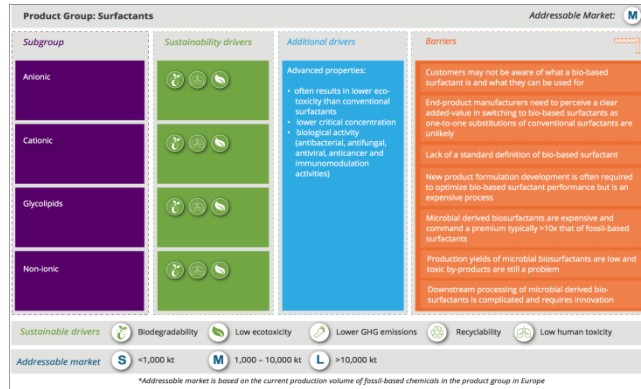 Product Group: Surfactants
Addressable Market: M
Subgroup
Sustainability drivers
Additional drivers
Barriers
Anionic
Cationic
Glycolipids
Non-ionic
Advanced properties:
• often results in lower eco-
toxicity than conventional
surfactants
• lower critical concentration
• biological activity
(antibacterial, antifungal,
antiviral, anticancer and
immunomodulation
activities)
Customers may not be aware of what a bio-based
surfactant is and what they can be used for
End-product manufacturers need to perceive a clear
added-value in switching to bio-based surfactants as
one-to-one substitutions of conventional surfactants are
unlikely
Lack of a standard definition of bio-based surfactant
New product formulation development is often required
to optimize bio-based surfactant performance but is an
expensive process
Microbial derived biosurfactants are expensive and
command a premium typically >10x that of fossil-based
surfactants
Production yields of microbial biosurfactants are low and
toxic by-products are still a problem
Downstream processing of microbial derived bio-
surfactants is complicated and requires innovation
Sustainable drivers Biodegradability Low ecotoxicity Lower GHG emissions Recyclability Low human toxicity
Addressable market S <1,000 kt M 1,000 – 10,000 kt L >10,000 kt
*Addressable market is based on the current production volume of fossil-based chemicals in the product group in Europe